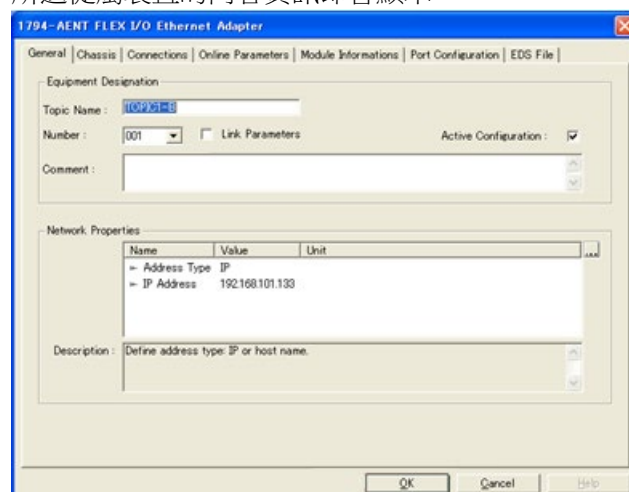 1794-AENT FLEX I/O Ethernet Adapter
General Chassis Connections Online Parameters Module Informations Port Configuration EDS File
Equipment Designation
Topic Name : TOPIC1-B
Number : 001 Link Parameters Active Configuration :
Comment :
Network Properties
Name Value Unit
Address Type IP
IP Address 192.168.101.133
...
Description : Define address type: IP or host name.
OK Cancel Help